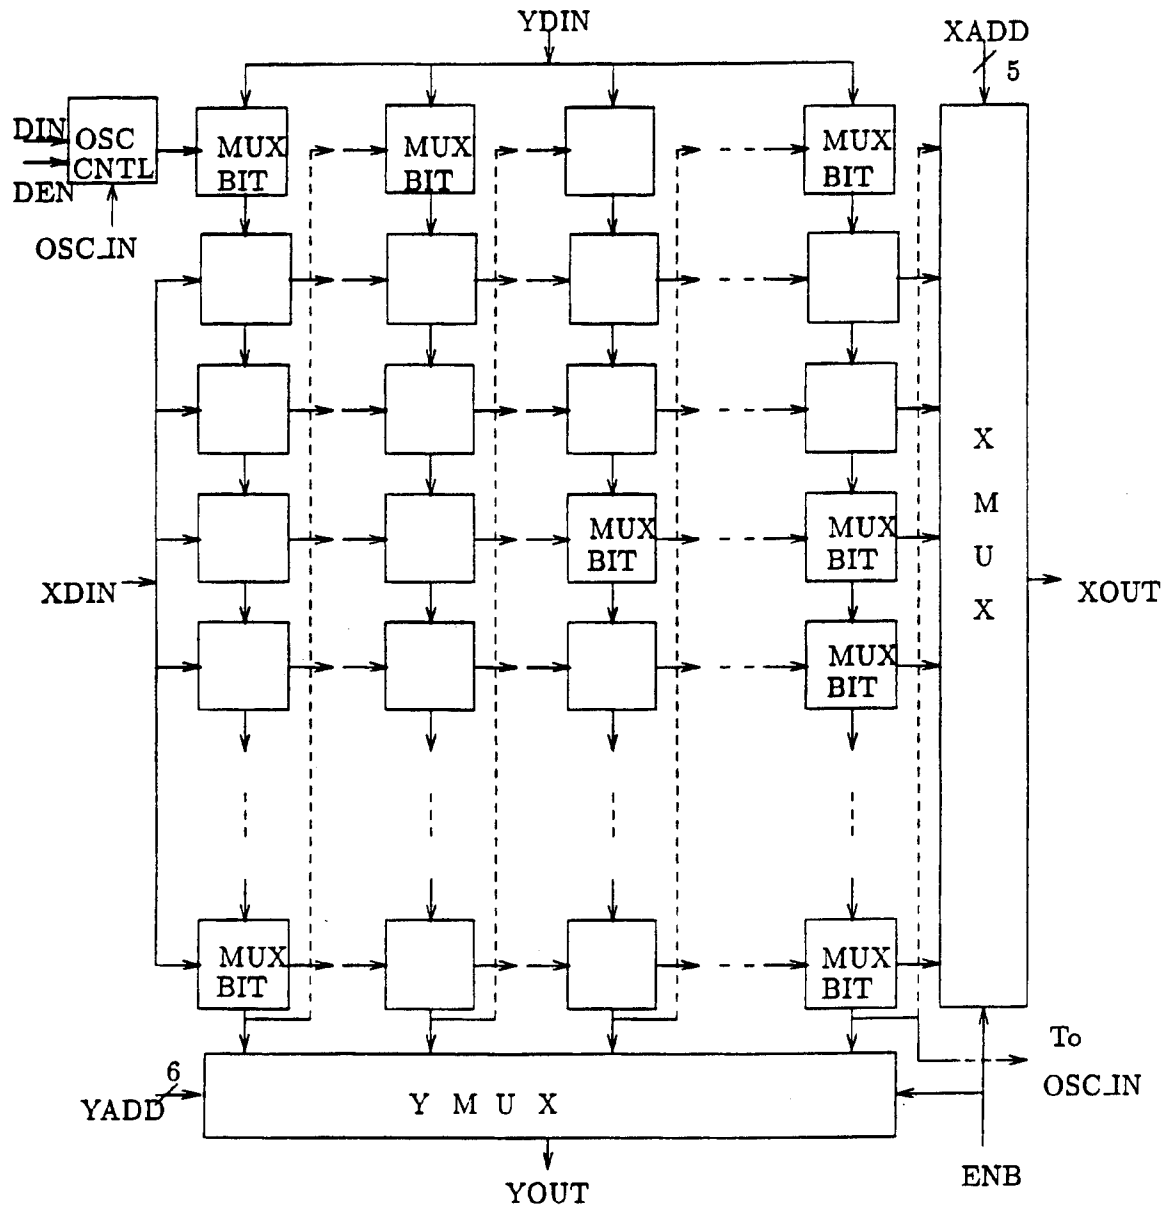 YDIN
XADD
5
DIN
OSC
CNTL
DEN
OSC_IN
MUX
BIT
MUX
BIT
MUX
BIT
X
M
U
X
MUX
BIT
MUX
BIT
XDIN
XOUT
MUX
BIT
MUX
BIT
MUX
BIT
To
OSC_IN
6
YADD
Y M U X
ENB
YOUT